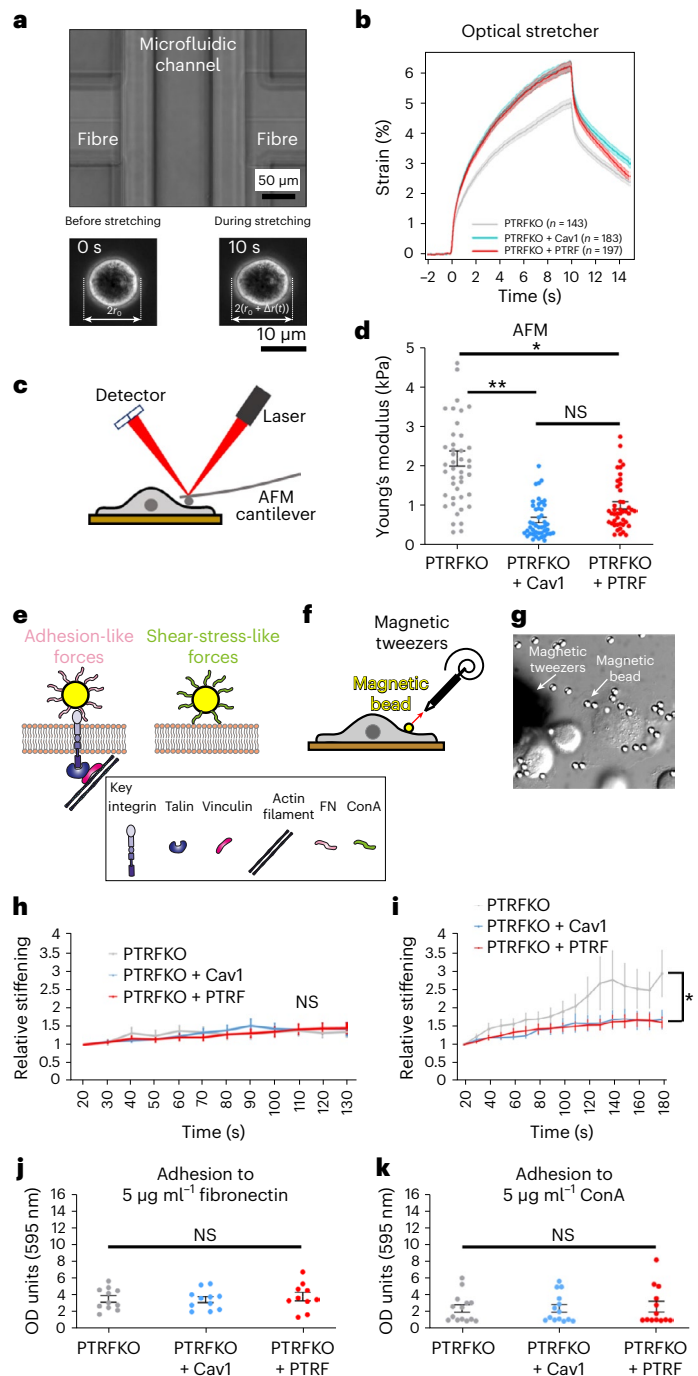 a
Microfluidic
channel
Fibre
Fibre
50 µm
Before stretching
During stretching
0 s
10 s
2r₀
2(r₀ + Δr(t))
10 µm
b
Optical stretcher
Strain (%)
6
5
4
3
2
1
0
PTRFKO (n = 143)
PTRFKO + Cav1 (n = 183)
PTRFKO + PTRF (n = 197)
–2 0 2 4 6 8 10 12 14
Time (s)
c
Detector
Laser
AFM
cantilever
d
AFM
*
**
NS
Young's modulus (kPa)
5
4
3
2
1
0
PTRFKO
PTRFKO
+ Cav1
PTRFKO
+ PTRF
e
Adhesion-like
forces
Shear-stress-like
forces
Key
integrin
Talin
Vinculin
Actin
filament
FN
ConA
f
Magnetic
tweezers
Magnetic
bead
g
Magnetic
tweezers
Magnetic
bead
h
Relative stiffening
4
3.5
3
2.5
2
1.5
1
0.5
0
PTRFKO
PTRFKO + Cav1
PTRFKO + PTRF
NS
20 30 40 50 60 70 80 90 100 110 120 130
Time (s)
i
PTRFKO
PTRFKO + Cav1
PTRFKO + PTRF
Relative stiffening
4
3.5
3
2.5
2
1.5
1
0.5
0
*
20 40 60 80 100 120 140 160 180
Time (s)
j
Adhesion to
5 µg ml⁻¹ fibronectin
OD units (595 nm)
16
14
12
10
8
6
4
2
0
NS
PTRFKO
PTRFKO
+ Cav1
PTRFKO
+ PTRF
k
Adhesion to
5 µg ml⁻¹ ConA
OD units (595 nm)
16
14
12
10
8
6
4
2
0
NS
PTRFKO
PTRFKO
+ Cav1
PTRFKO
+ PTRF